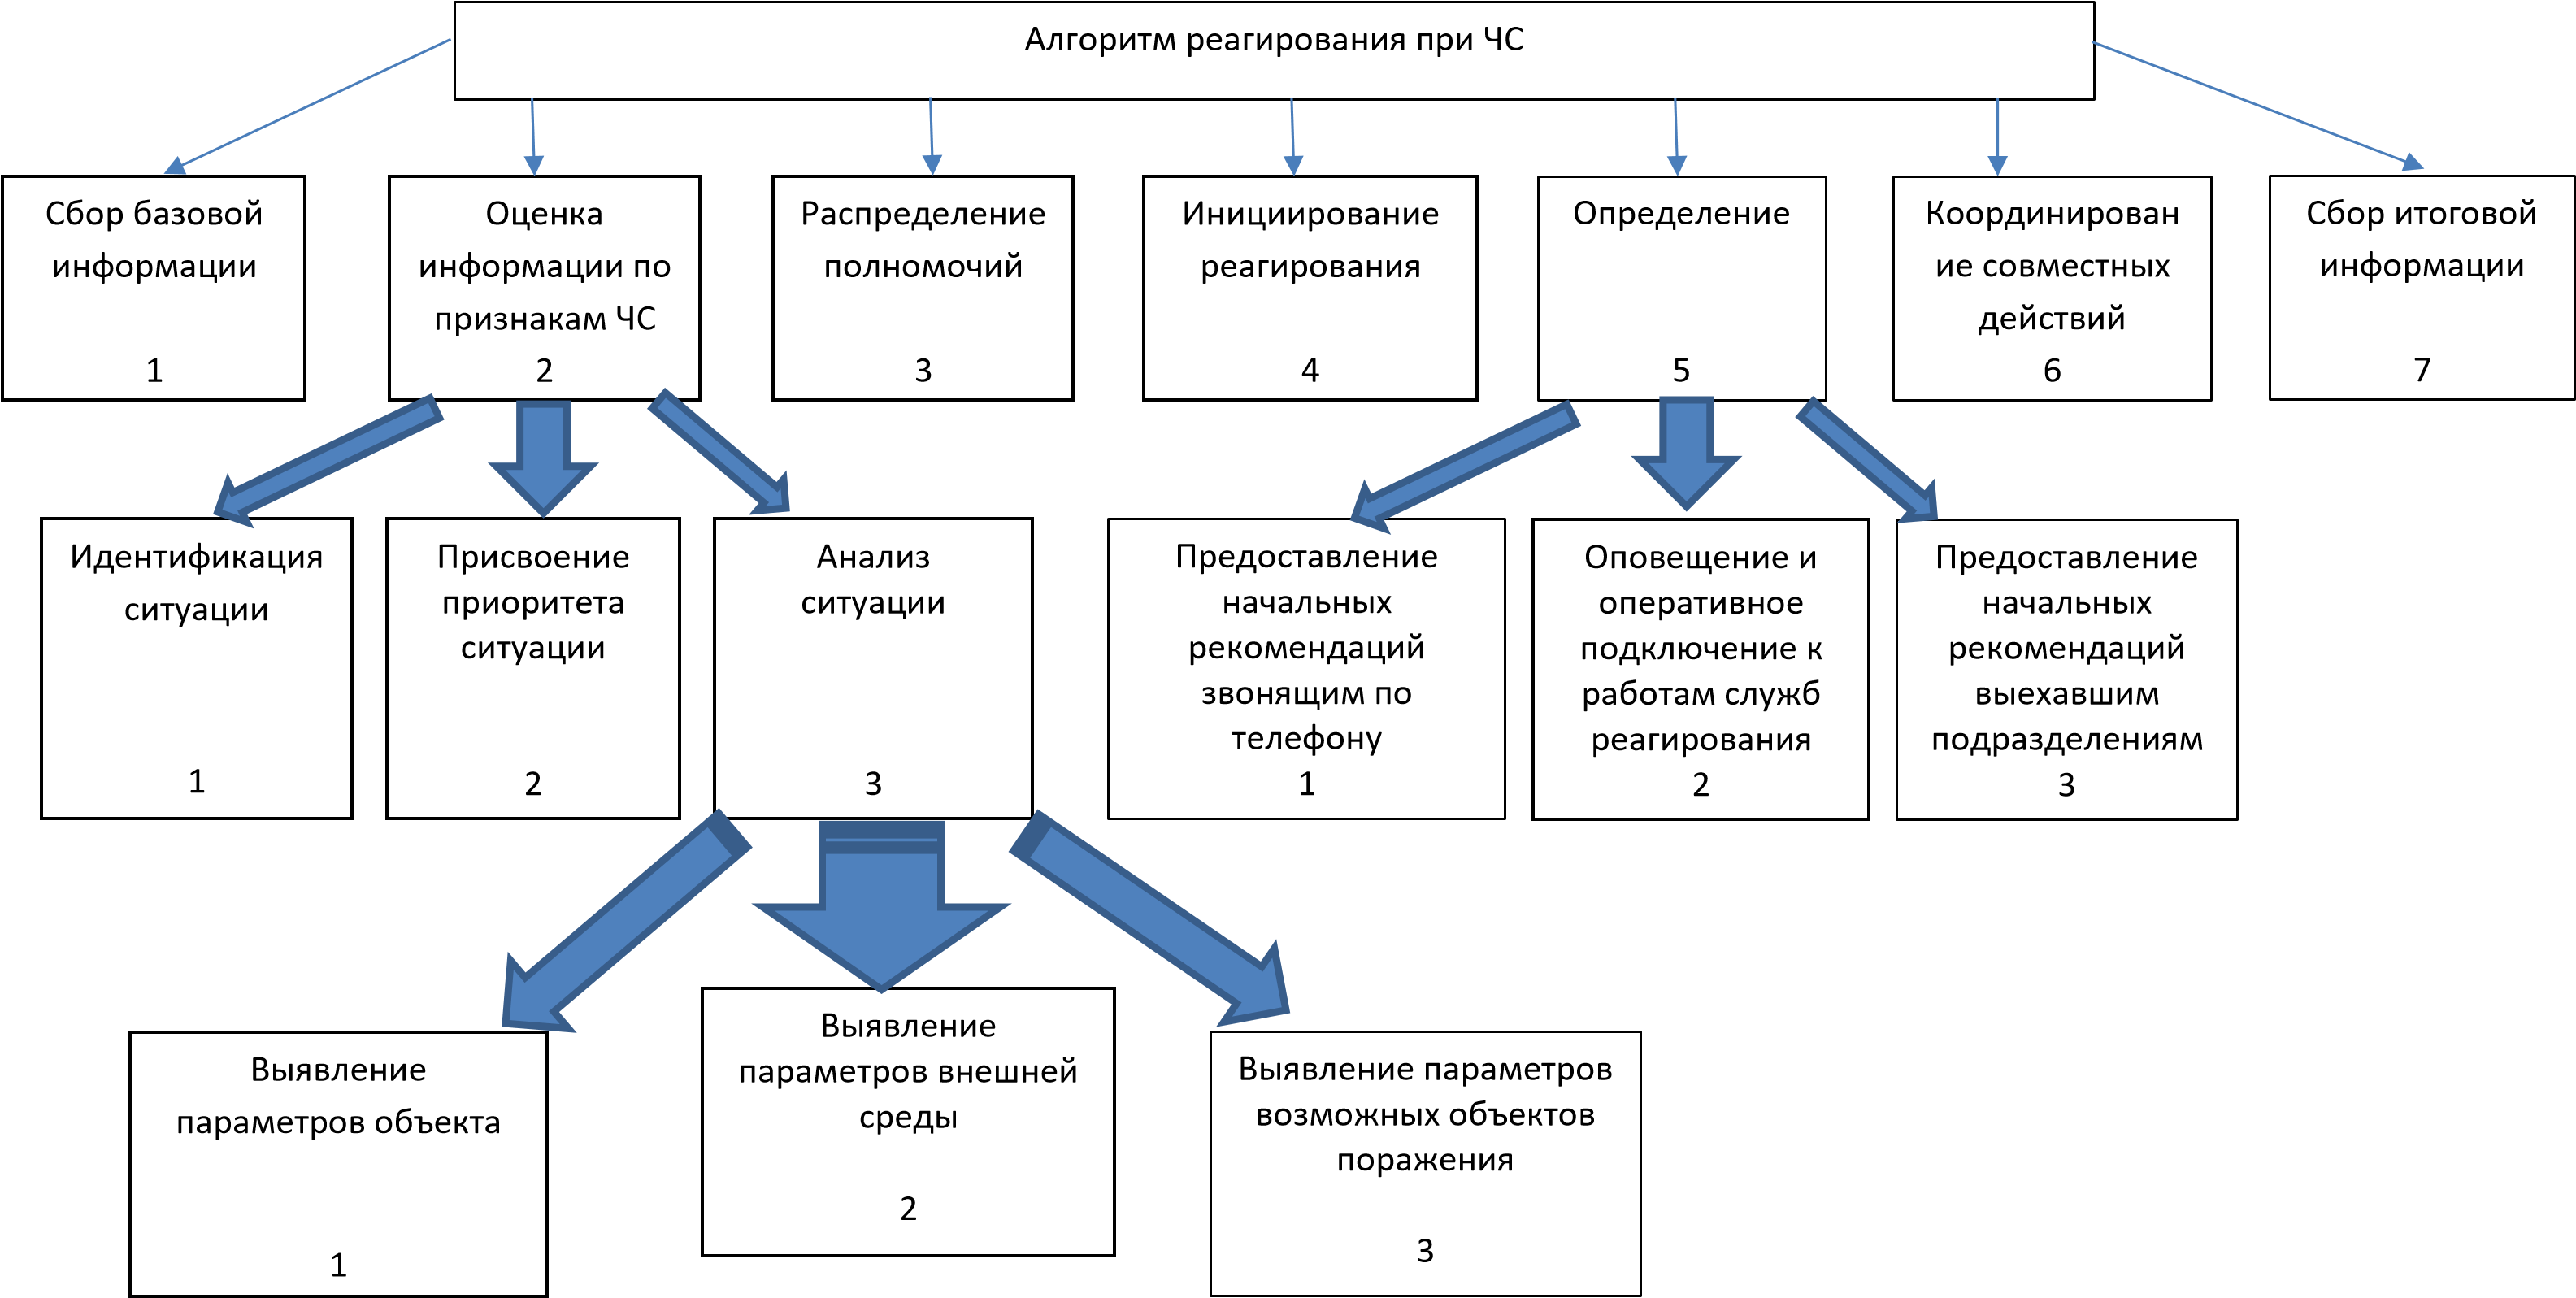 Алгоритм реагирования при ЧС
Сбор базовой
информации
1
Оценка
информации по
признакам ЧС
2
Распределение
полномочий
3
Инициирование
реагирования
4
Определение
5
Координирован
ие совместных
действий
6
Сбор итоговой
информации
7
Идентификация
ситуации
1
Присвоение
приоритета
ситуации
2
Анализ
ситуации
3
Предоставление
начальных
рекомендаций
звонящим по
телефону
1
Оповещение и
оперативное
подключение к
работам служб
реагирования
2
Предоставление
начальных
рекомендаций
выехавшим
подразделениям
3
Выявление
параметров объекта
1
Выявление
параметров внешней
среды
2
Выявление параметров
возможных объектов
поражения
3